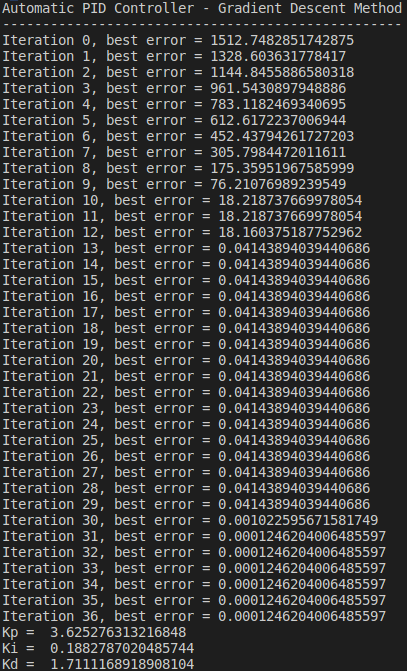 Automatic PID Controller - Gradient Descent Method
--------------------------------------------------
Iteration 0, best error = 1512.7482851742875
Iteration 1, best error = 1328.603631778417
Iteration 2, best error = 1144.8455886580318
Iteration 3, best error = 961.5430897948886
Iteration 4, best error = 783.1182469340695
Iteration 5, best error = 612.6172237006944
Iteration 6, best error = 452.43794261727203
Iteration 7, best error = 305.7984472011611
Iteration 8, best error = 175.35951967585999
Iteration 9, best error = 76.21076989239549
Iteration 10, best error = 18.218737669978054
Iteration 11, best error = 18.218737669978054
Iteration 12, best error = 18.160375187752962
Iteration 13, best error = 0.04143894039440686
Iteration 14, best error = 0.04143894039440686
Iteration 15, best error = 0.04143894039440686
Iteration 16, best error = 0.04143894039440686
Iteration 17, best error = 0.04143894039440686
Iteration 18, best error = 0.04143894039440686
Iteration 19, best error = 0.04143894039440686
Iteration 20, best error = 0.04143894039440686
Iteration 21, best error = 0.04143894039440686
Iteration 22, best error = 0.04143894039440686
Iteration 23, best error = 0.04143894039440686
Iteration 24, best error = 0.04143894039440686
Iteration 25, best error = 0.04143894039440686
Iteration 26, best error = 0.04143894039440686
Iteration 27, best error = 0.04143894039440686
Iteration 28, best error = 0.04143894039440686
Iteration 29, best error = 0.04143894039440686
Iteration 30, best error = 0.001022595671581749
Iteration 31, best error = 0.0001246204006485597
Iteration 32, best error = 0.0001246204006485597
Iteration 33, best error = 0.0001246204006485597
Iteration 34, best error = 0.0001246204006485597
Iteration 35, best error = 0.0001246204006485597
Iteration 36, best error = 0.0001246204006485597
Kp =  3.625276313216848
Ki =  0.1882787020485744
Kd =  1.7111168918908104